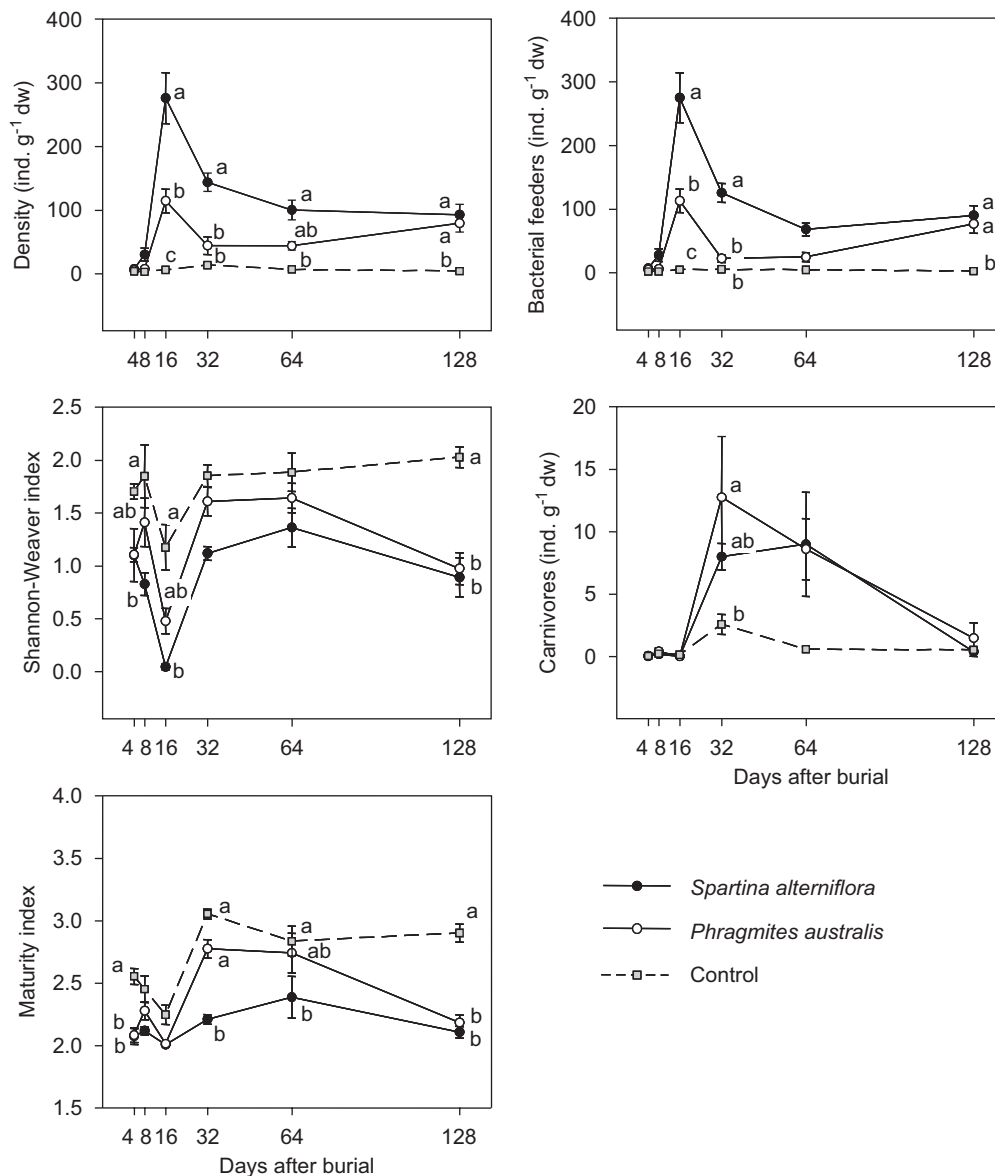 400
300
200
100
0
Density (ind. g-1 dw)
a
b
c
a
b
b
a
ab
b
a
b
48 16 32 64 128
400
300
200
100
0
Bacterial feeders (ind. g-1 dw)
a
b
c
a
b
b
a
a
b
4 8 16 32 64 128
2.5
2.0
1.5
1.0
0.5
0.0
Shannon-Weaver index
a
ab
b
a
ab
b
a
b
b
4 8 16 32 64 128
20
15
10
5
0
Carnivores (ind. g-1 dw)
a
ab
b
4 8 16 32 64 128
Days after burial
4.0
3.5
3.0
2.5
2.0
1.5
Maturity index
a
b
b
a
a
b
a
ab
b
a
b
b
4 8 16 32 64 128
Days after burial
Spartina alterniflora
Phragmites australis
Control